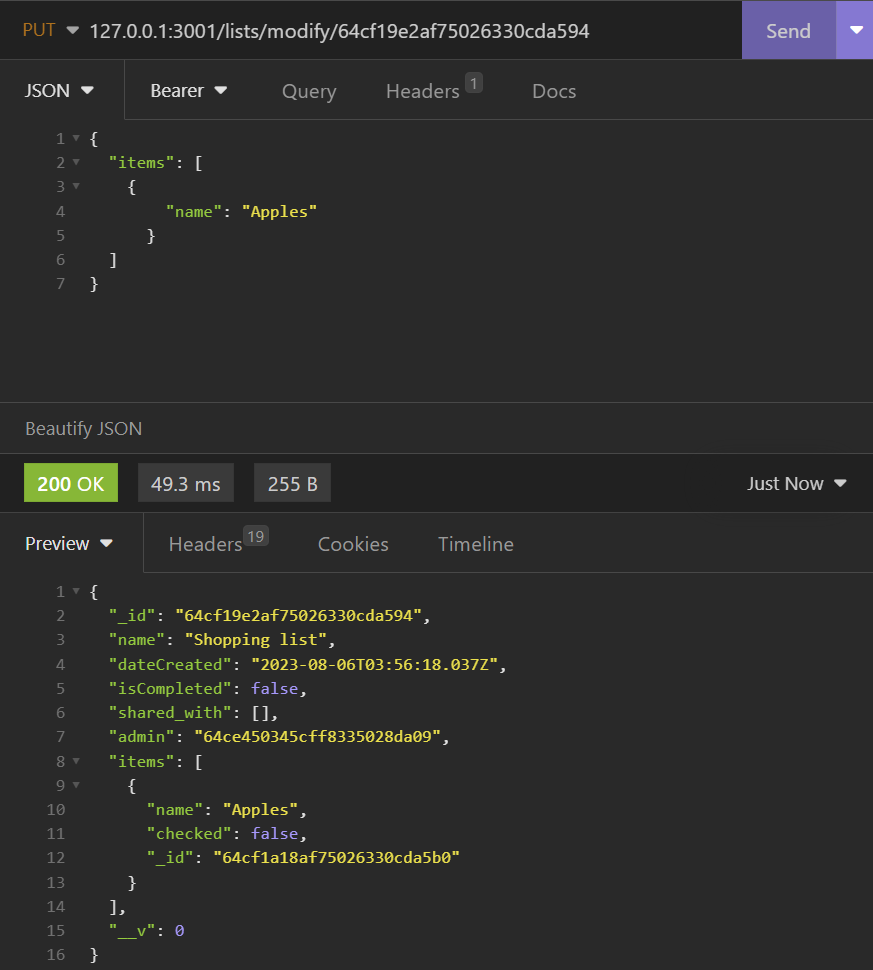 PUT 127.0.0.1:3001/lists/modify/64cf19e2af75026330cda594 Send
JSON Bearer Query Headers 1 Docs
1 {
2 "items": [
3 {
4 "name": "Apples"
5 }
6 ]
7 }
Beautify JSON
200 OK 49.3 ms 255 B Just Now
Preview Headers 19 Cookies Timeline
1 {
2 "_id": "64cf19e2af75026330cda594",
3 "name": "Shopping list",
4 "dateCreated": "2023-08-06T03:56:18.037Z",
5 "isCompleted": false,
6 "shared_with": [],
7 "admin": "64ce450345cff8335028da09",
8 "items": [
9 {
10 "name": "Apples",
11 "checked": false,
12 "_id": "64cf1a18af75026330cda5b0"
13 }
14 ],
15 "__v": 0
16 }